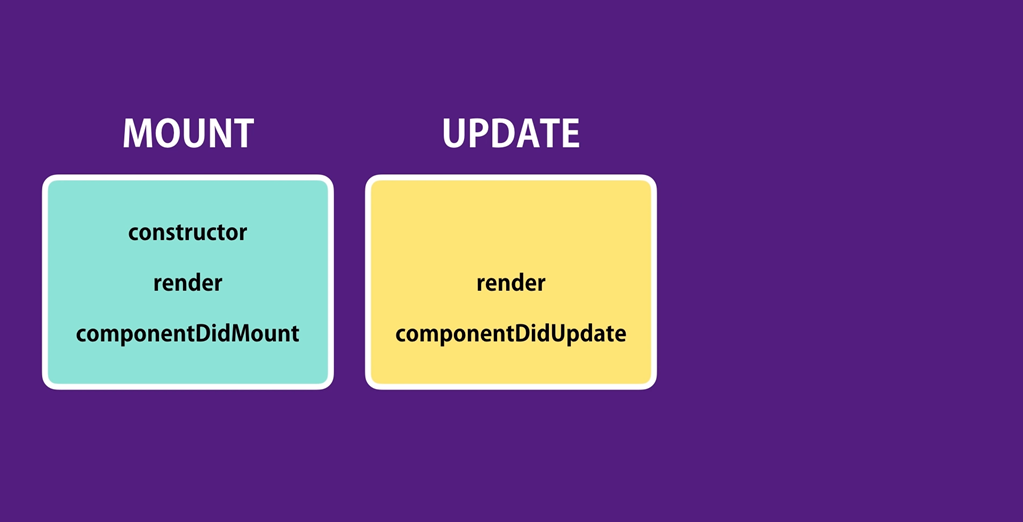 MOUNT
constructor
render
componentDidMount
UPDATE
render
componentDidUpdate